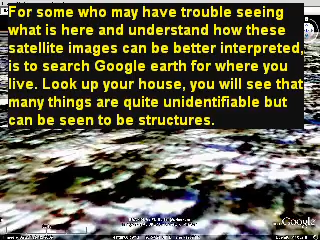 For some who may have trouble seeing
what is here and understand how these
satellite images can be better interpreted,
is to search Google earth for where you
live. Look up your house, you will see that
many things are quite unidentifiable but
can be seen to be structures.
Google